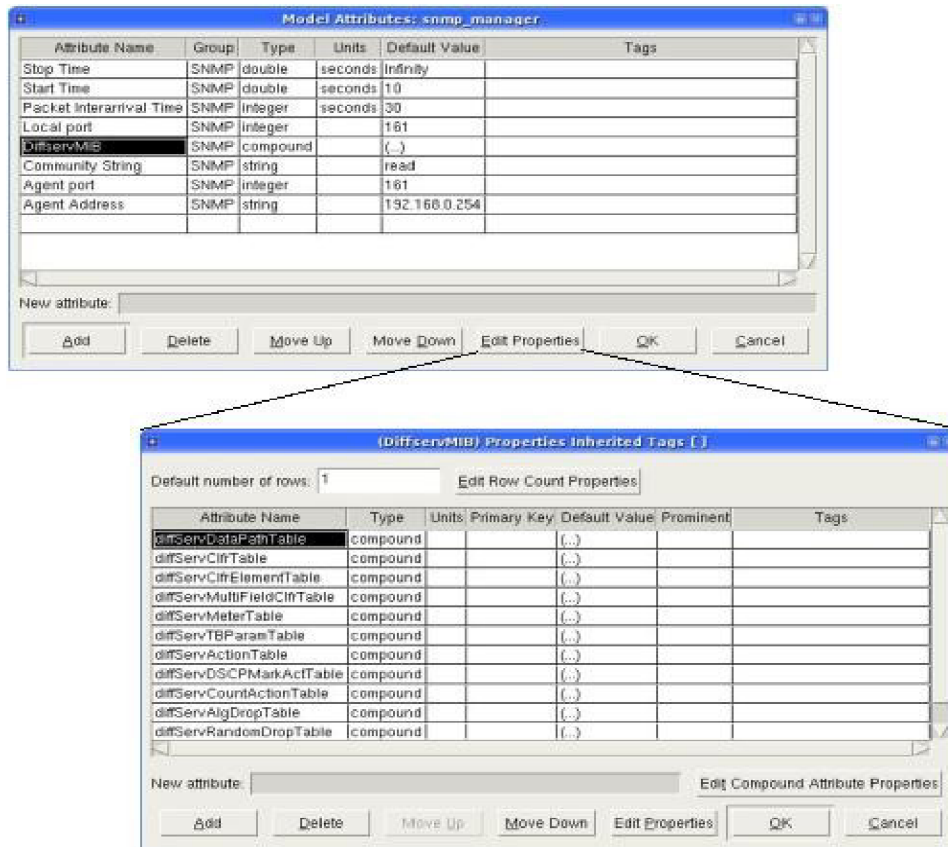 Model Attributes: snmp_manager
Attribute Name Group Type Units Default Value Tags
Stop Time SNMP double seconds Infinity
Start Time SNMP double seconds 10
Packet Interarrival Time SNMP integer seconds 30
Local port SNMP integer 161
DiffservMIB SNMP compound (...)
Community String SNMP string read
Agent port SNMP integer 161
Agent Address SNMP string 192.168.0.254
New attribute:
Add Delete Move Up Move Down Edit Properties OK Cancel
(DiffservMIB) Properties Inherited Tags [ ]
Default number of rows: 1 Edit Row Count Properties
Attribute Name Type Units Primary Key Default Value Prominent Tags
diffServDataPathTable compound (...)
diffServClfrTable compound (...)
diffServClfrElementTable compound (...)
diffServMultiFieldClfrTable compound (...)
diffServMeterTable compound (...)
diffServTBParamTable compound (...)
diffServActionTable compound (...)
diffServDSCPMarkActTable compound (...)
diffServCountActionTable compound (...)
diffServAlgDropTable compound (...)
diffServRandomDropTable compound (...)
New attribute: Edit Compound Attribute Properties
Add Delete Move Up Move Down Edit Properties OK Cancel